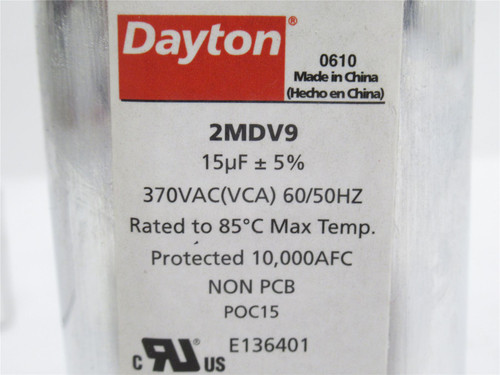 Dayton®
0610
Made in China
(Hecho en China)
2MDV9
15µF ± 5%
370VAC(VCA) 60/50HZ
Rated to 85°C Max Temp.
Protected 10,000AFC
NON PCB
POC15
c RU US E136401